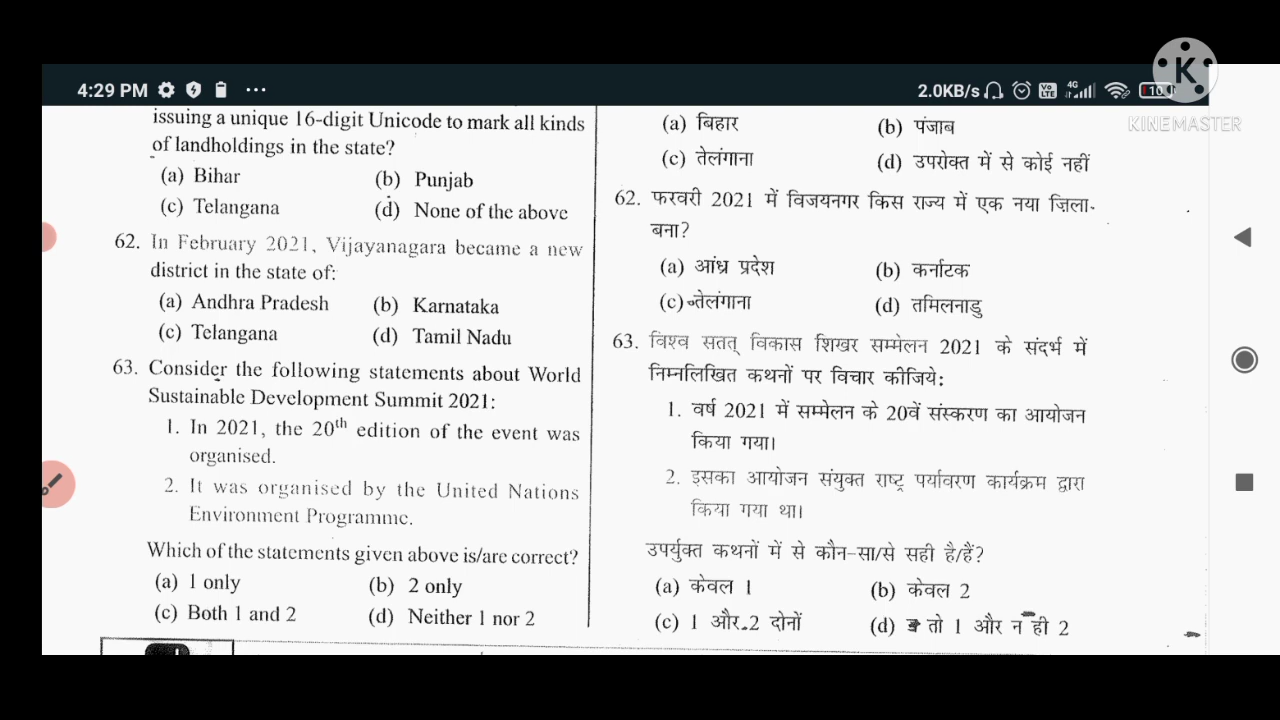 4:29 PM ...
2.0KB/s Vo LTE 4G 10
K
KINEMASTER
issuing a unique 16-digit Unicode to mark all kinds
of landholdings in the state?
(a) Bihar (b) Punjab
(c) Telangana (d) None of the above
62. In February 2021, Vijayanagara became a new
district in the state of:
(a) Andhra Pradesh (b) Karnataka
(c) Telangana (d) Tamil Nadu
63. Consider the following statements about World
Sustainable Development Summit 2021:
1. In 2021, the 20th edition of the event was
organised.
2. It was organised by the United Nations
Environment Programme.
Which of the statements given above is/are correct?
(a) 1 only (b) 2 only
(c) Both 1 and 2 (d) Neither 1 nor 2
(a) बिहार (b) पंजाब
(c) तेलंगाना (d) उपरोक्त में से कोई नहीं
62. फरवरी 2021 में विजयनगर किस राज्य में एक नया ज़िला
बना?
(a) आंध्र प्रदेश (b) कर्नाटक
(c) तेलंगाना (d) तमिलनाडु
63. विश्व सतत् विकास शिखर सम्मेलन 2021 के संदर्भ में
निम्नलिखित कथनों पर विचार कीजिये:
1. वर्ष 2021 में सम्मेलन के 20वें संस्करण का आयोजन
किया गया।
2. इसका आयोजन संयुक्त राष्ट्र पर्यावरण कार्यक्रम द्वारा
किया गया था।
उपर्युक्त कथनों में से कौन-सा/से सही है/हैं?
(a) केवल 1 (b) केवल 2
(c) 1 और 2 दोनों (d) न तो 1 और न ही 2